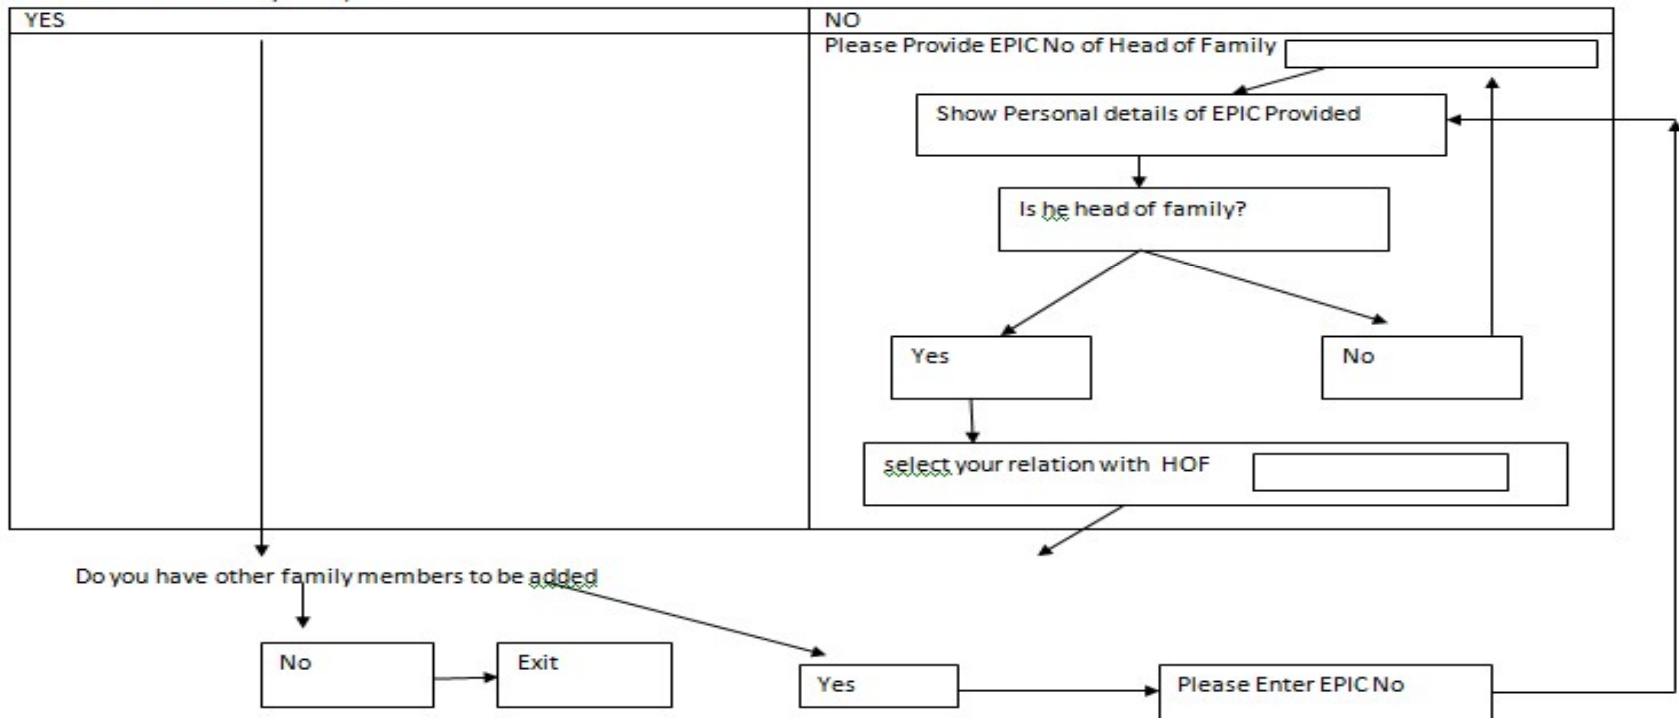 YES
NO
Please Provide EPIC No of Head of Family
Show Personal details of EPIC Provided
Is he head of family?
Yes
No
select your relation with HOF
Do you have other family members to be added
No
Exit
Yes
Please Enter EPIC No